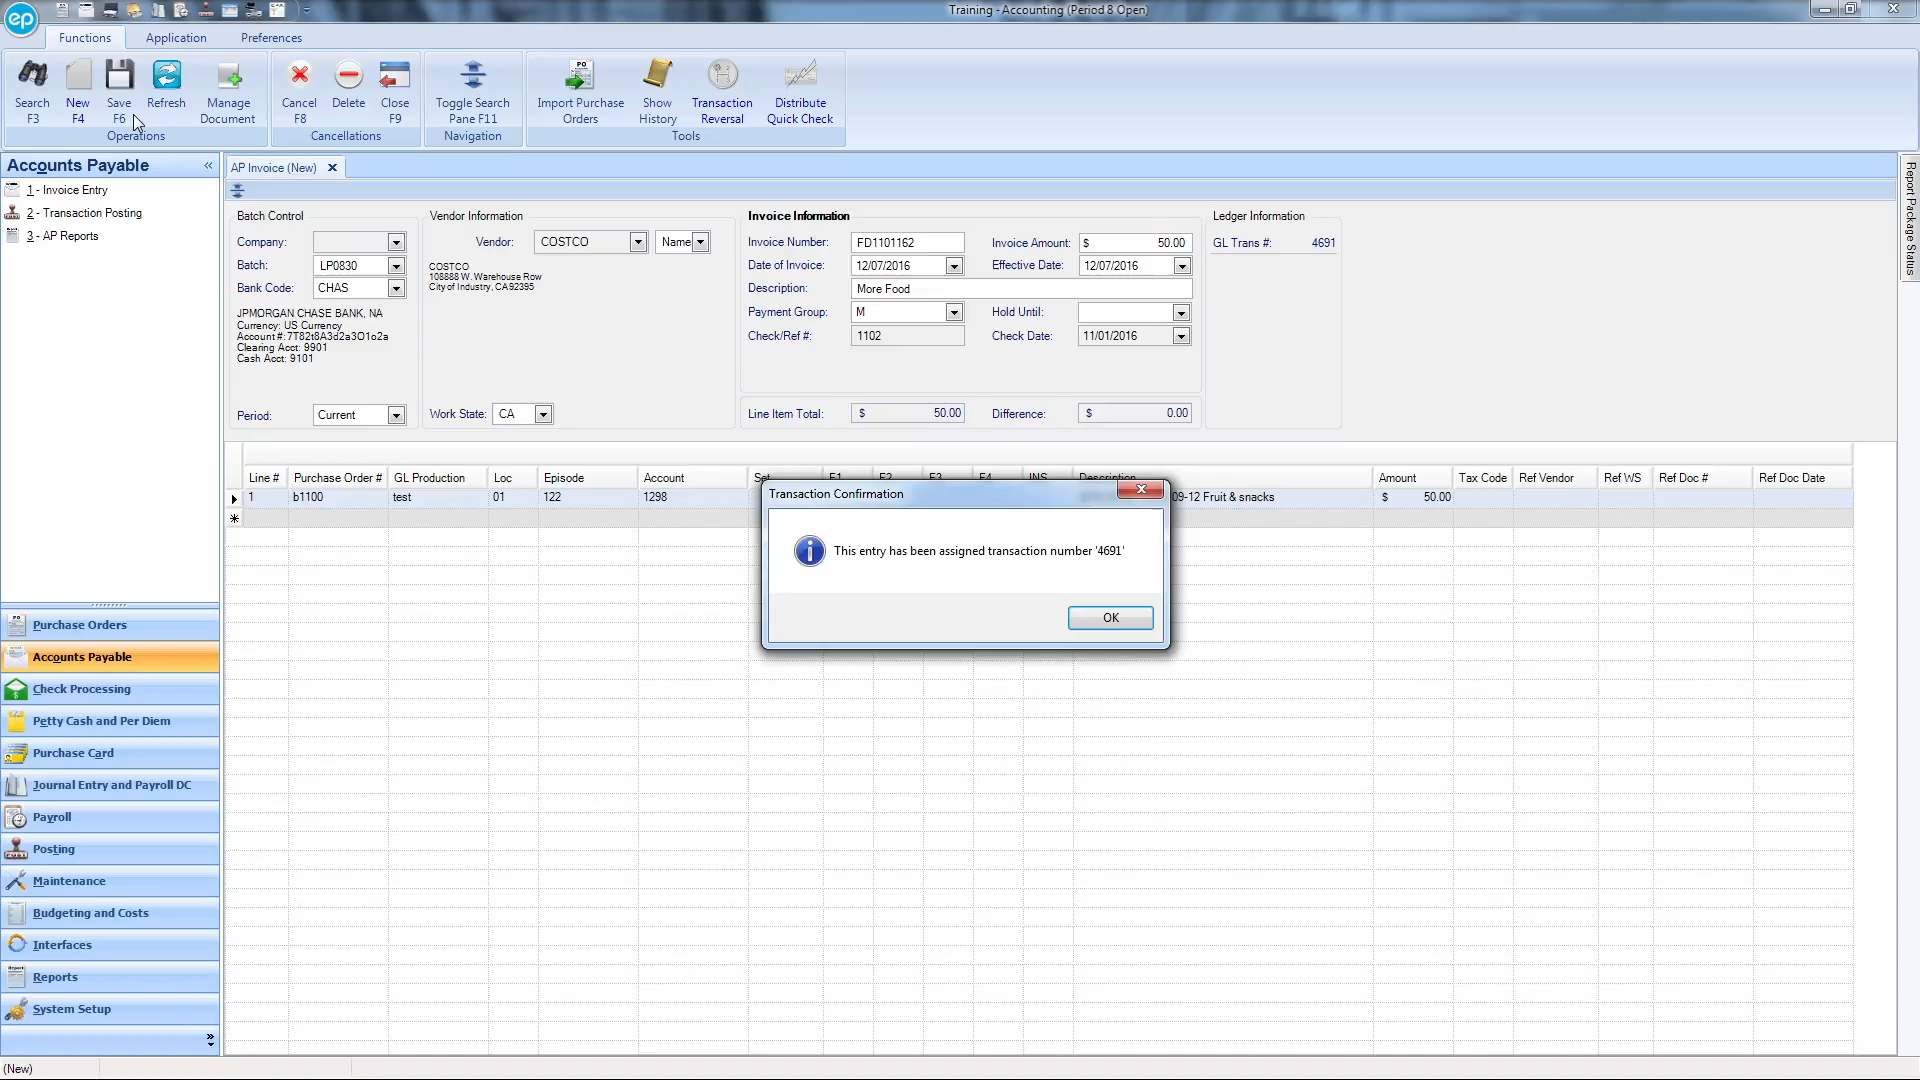 ep
Training - Accounting (Period 8 Open)
Functions
Application
Preferences
Search
F3
New
F4
Save
F6
Refresh
Manage
Document
Operations
Cancel
F8
Delete
Close
F9
Cancellations
Toggle Search
Pane F11
Navigation
PO
Import Purchase
Orders
Show
History
Transaction
Reversal
Distribute
Quick Check
Tools
Accounts Payable
1 - Invoice Entry
2 - Transaction Posting
3 - AP Reports
AP Invoice (New)
Report Package Status
Batch Control
Company:
Batch: LP0830
Bank Code: CHAS
JPMORGAN CHASE BANK, NA
Currency: US Currency
Account #: 7T82t8A3d2a3O1o2a
Clearing Acct: 9901
Cash Acct: 9101
Period: Current
Vendor Information
Vendor: COSTCO Name
COSTCO
108888 W. Warehouse Row
City of Industry, CA 92395
Work State: CA
Invoice Information
Invoice Number: FD1101162
Invoice Amount: $ 50.00
Date of Invoice: 12/07/2016
Effective Date: 12/07/2016
Description: More Food
Payment Group: M
Hold Until:
Check/Ref #: 1102
Check Date: 11/01/2016
Line Item Total: $ 50.00
Difference: $ 0.00
Ledger Information
GL Trans #: 4691
Line # Purchase Order # GL Production Loc Episode Account Set F1 F2 F3 F4 INS Description Amount Tax Code Ref Vendor Ref WS Ref Doc # Ref Doc Date
1 b1100 test 01 122 1298 09-12 Fruit & snacks $ 50.00
Transaction Confirmation
This entry has been assigned transaction number '4691'
OK
Purchase Orders
Accounts Payable
Check Processing
Petty Cash and Per Diem
Purchase Card
Journal Entry and Payroll DC
Payroll
Posting
Maintenance
Budgeting and Costs
Interfaces
Reports
System Setup
(New)